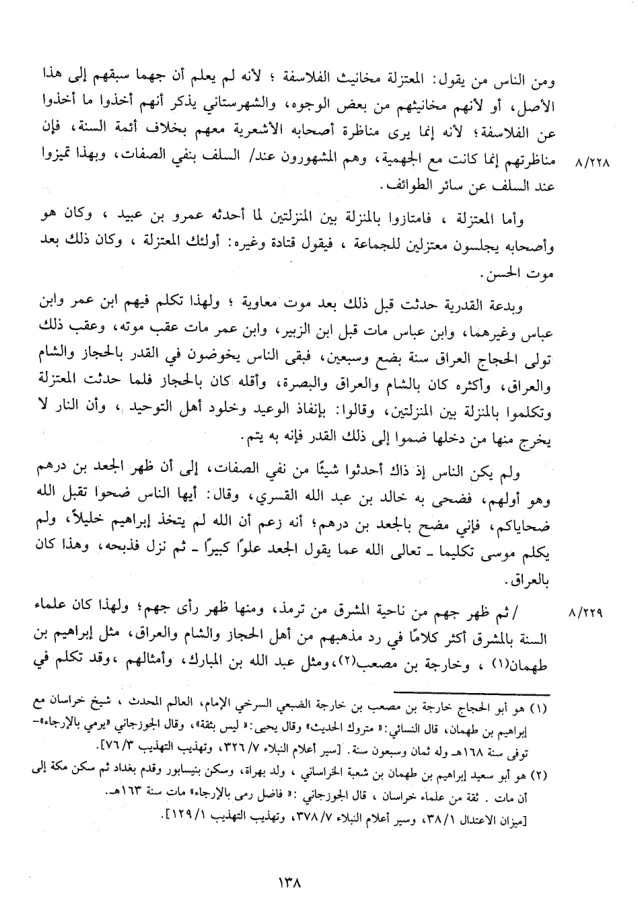 ومن الناس من يقول: المعتزلة مخانيث الفلاسفة ؛ لأنه لم يعلم أن جهما سبقهم إلى هذا
الأصل، أو لأنهم مخانيثهم من بعض الوجوه، والشهرستاني يذكر أنهم أخذوا ما أخذوا
عن الفلاسفة؛ لأنه إنما يرى مناظرة أصحابه الأشعرية معهم بخلاف أئمة السنة، فإن
مناظرتهم إنما كانت مع الجهمية، وهم المشهورون عند/ السلف بنفي الصفات، وبهذا تميزوا
٨/٢٢٨
عند السلف عن سائر الطوائف.
وأما المعتزلة ، فامتازوا بالمنزلة بين المنزلتين لما أحدثه عمرو بن عبيد ، وكان هو
وأصحابه يجلسون معتزلين للجماعة ، فيقول قتادة وغيره: أولئك المعتزلة ، وكان ذلك بعد
موت الحسن.
وبدعة القدرية حدثت قبل ذلك بعد موت معاوية ؛ ولهذا تكلم فيهم ابن عمر وابن
عباس وغيرهما، وابن عباس مات قبل ابن الزبير، وابن عمر مات عقب موته، وعقب ذلك
تولى الحجاج العراق سنة بضع وسبعين، فبقى الناس يخوضون في القدر بالحجاز والشام
والعراق، وأكثره كان بالشام والعراق والبصرة، وأقله كان بالحجاز فلما حدثت المعتزلة
وتكلموا بالمنزلة بين المنزلتين، وقالوا: بإنفاذ الوعيد وخلود أهل التوحيد ، وأن النار لا
يخرج منها من دخلها ضموا إلى ذلك القدر فإنه به يتم.
ولم يكن الناس إذ ذاك أحدثوا شيئًا من نفي الصفات، إلى أن ظهر الجعد بن درهم
وهو أولهم، فضحى به خالد بن عبد الله القسري، وقال: أيها الناس ضحوا تقبل الله
ضحاياكم، فإني مضح بالجعد بن درهم؛ أنه زعم أن الله لم يتخذ إبراهيم خليلاً، ولم
يكلم موسى تكليما ــ تعالى الله عما يقول الجعد علوًا كبيرًا ــ ثم نزل فذبحه، وهذا كان
بالعراق.
/ ثم ظهر جهم من ناحية المشرق من ترمذ، ومنها ظهر رأى جهم؛ ولهذا كان علماء
٨/٢٢٩
السنة بالمشرق أكثر كلامًا في رد مذهبهم من أهل الحجاز والشام والعراق، مثل إبراهيم بن
طهمان(١) ، وخارجة بن مصعب(٢)،ومثل عبد الله بن المبارك، وأمثالهم ،وقد تكلم في
(١) هو أبو الحجاج خارجة بن مصعب بن خارجة الضبعي السرخي الإمام، العالم المحدث ، شيخ خراسان مع
إبراهيم بن طهمان، قال النسائي:« متروك الحديث» وقال يحيى:« ليس بثقة»، وقال الجوزجاني «يرمي بالإرجاء»–
توفى سنة ١٦٨هـ وله ثمان وسبعون سنة. [سير أعلام النبلاء ٣٢٦/٧، وتهذيب التهذيب ٧٦/٣].
(٢) هو أبو سعيد إبراهيم بن طهمان بن شعبة الخراساني ، ولد بهراة، وسكن بنيسابور وقدم بغداد ثم سكن مكة إلى
أن مات . ثقة من علماء خراسان ، قال الجوزجاني :« فاضل رمى بالإرجاء» مات سنة ١٦٣هـ.
[ميزان الاعتدال ٣٨/١، وسير أعلام النبلاء ٣٧٨/٧، وتهذيب التهذيب ١٢٩/١].
١٣٨